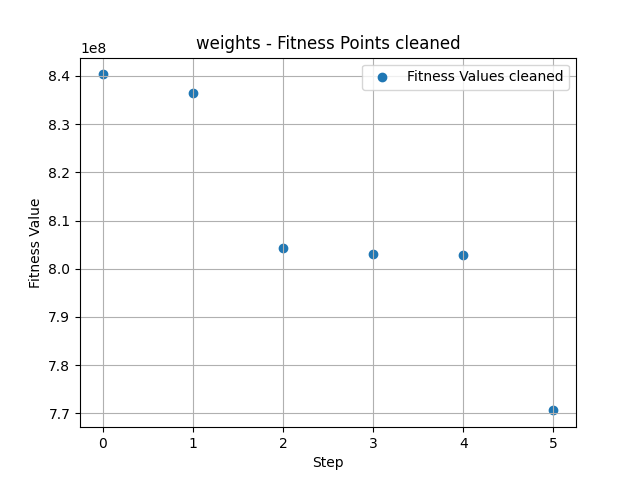 weights - Fitness Points cleaned
1e8
Fitness Values cleaned
8.4
8.3
8.2
8.1
8.0
7.9
7.8
7.7
Fitness Value
0 1 2 3 4 5
Step